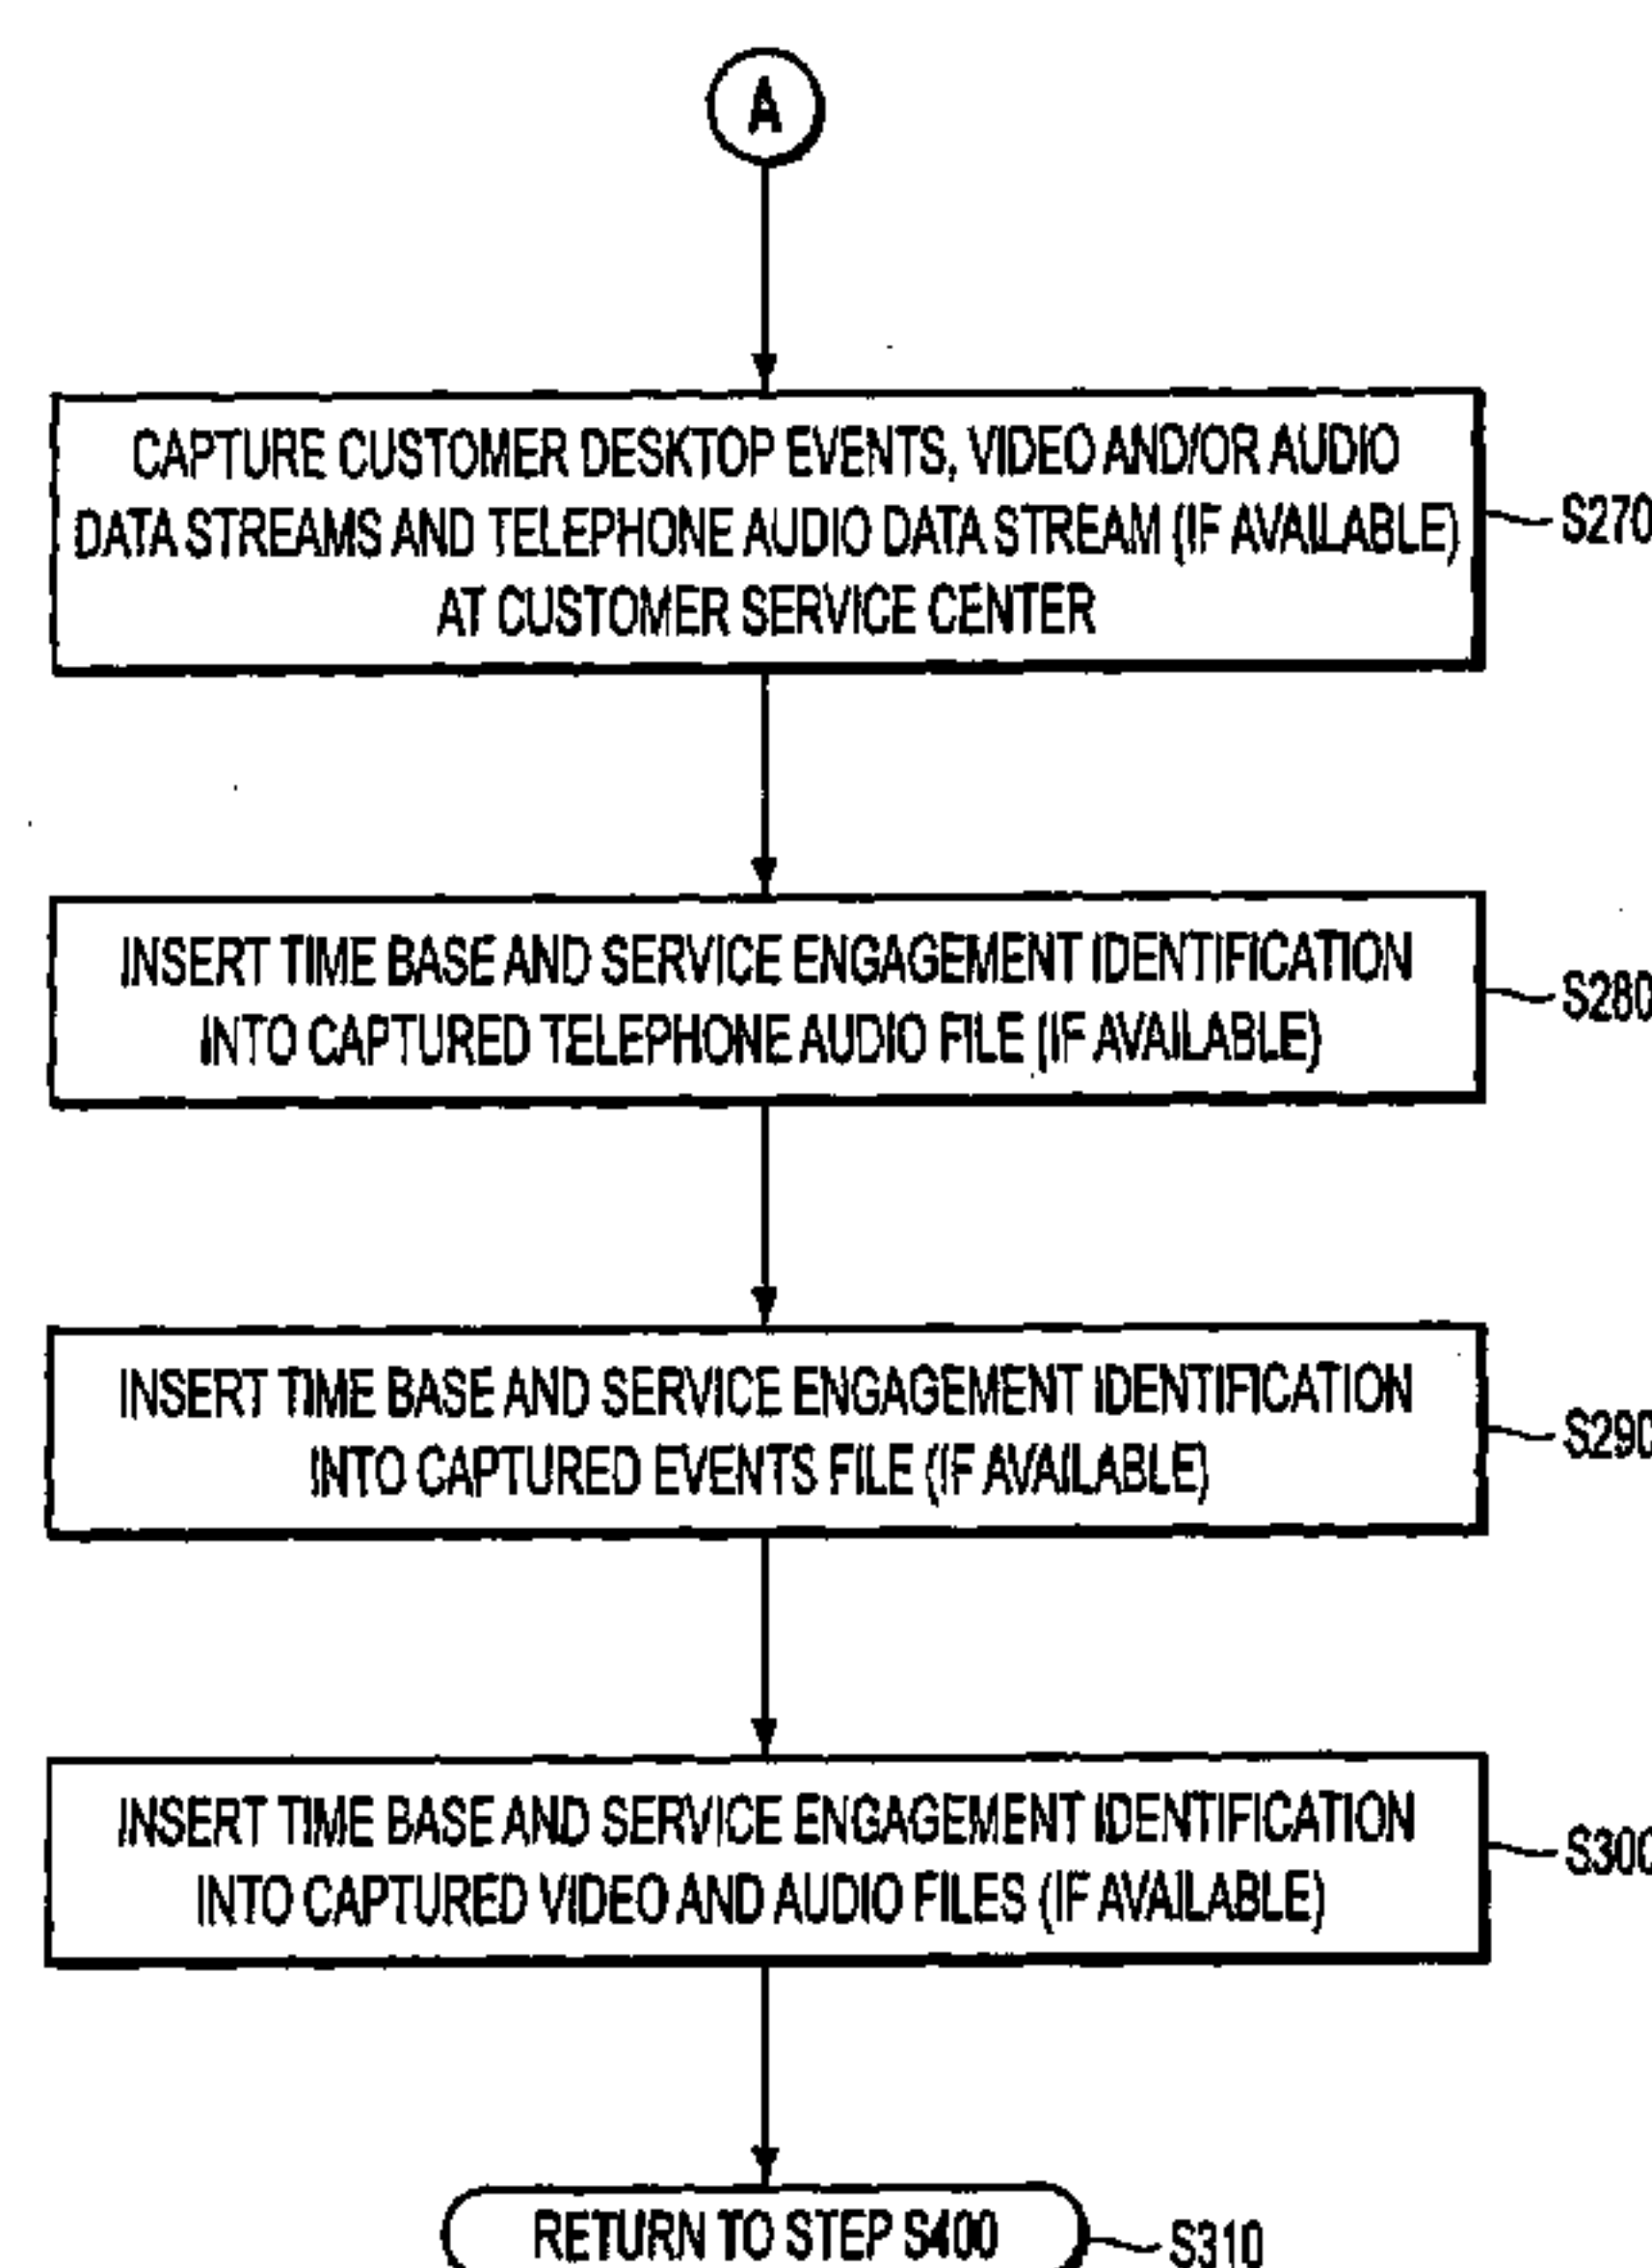 A
CAPTURE CUSTOMER DESKTOP EVENTS, VIDEO AND/OR AUDIO
DATA STREAMS AND TELEPHONE AUDIO DATA STREAM (IF AVAILABLE)
AT CUSTOMER SERVICE CENTER
S270
INSERT TIME BASE AND SERVICE ENGAGEMENT IDENTIFICATION
INTO CAPTURED TELEPHONE AUDIO FILE (IF AVAILABLE)
S280
INSERT TIME BASE AND SERVICE ENGAGEMENT IDENTIFICATION
INTO CAPTURED EVENTS FILE (IF AVAILABLE)
S290
INSERT TIME BASE AND SERVICE ENGAGEMENT IDENTIFICATION
INTO CAPTURED VIDEO AND AUDIO FILES (IF AVAILABLE)
S300
RETURN TO STEP S400
S310